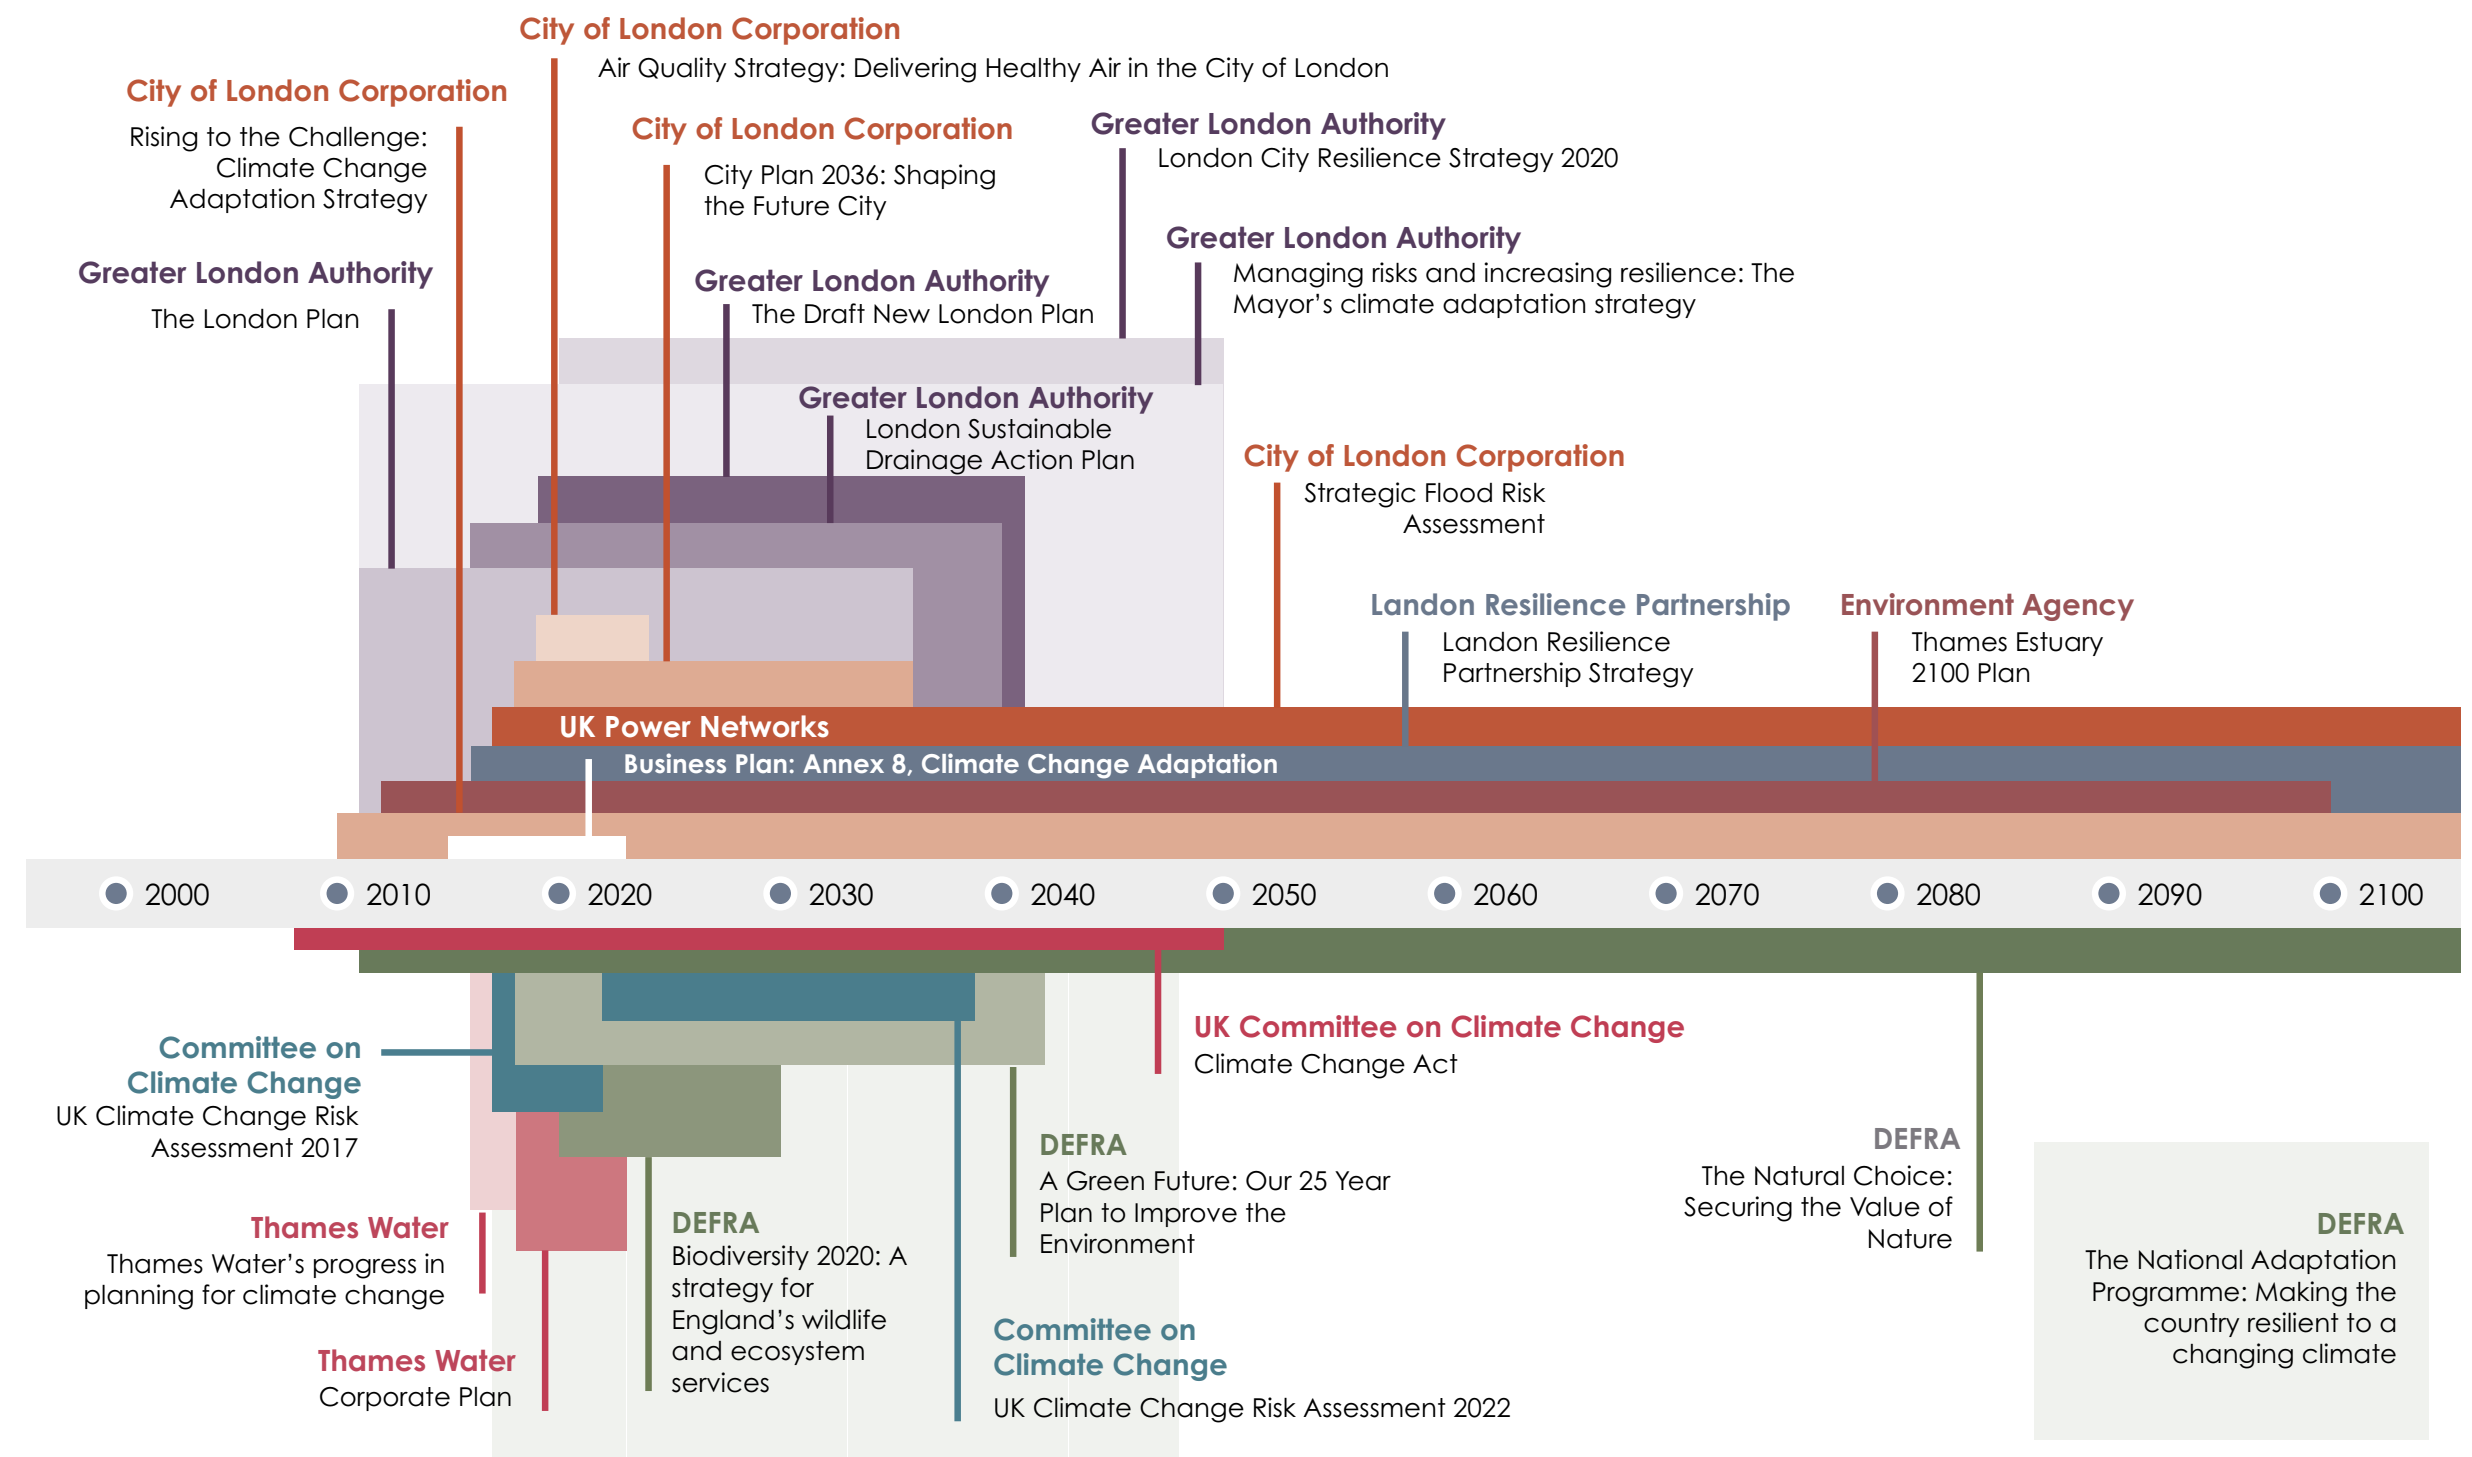 City of London Corporation
Air Quality Strategy: Delivering Healthy Air in the City of London
City of London Corporation
Rising to the Challenge:
Climate Change
Adaptation Strategy
City of London Corporation
City Plan 2036: Shaping
the Future City
Greater London Authority
London City Resilience Strategy 2020
Greater London Authority
Managing risks and increasing resilience: The
Mayor’s climate adaptation strategy
Greater London Authority
The London Plan
Greater London Authority
The Draft New London Plan
Greater London Authority
London Sustainable
Drainage Action Plan
City of London Corporation
Strategic Flood Risk
Assessment
Landon Resilience Partnership
Landon Resilience
Partnership Strategy
Environment Agency
Thames Estuary
2100 Plan
UK Power Networks
Business Plan: Annex 8, Climate Change Adaptation
2000
2010
2020
2030
2040
2050
2060
2070
2080
2090
2100
Committee on
Climate Change
UK Climate Change Risk
Assessment 2017
UK Committee on Climate Change
Climate Change Act
Thames Water
Thames Water’s progress in
planning for climate change
Thames Water
Corporate Plan
DEFRA
Biodiversity 2020: A
strategy for
England’s wildlife
and ecosystem
services
DEFRA
A Green Future: Our 25 Year
Plan to Improve the
Environment
Committee on
Climate Change
UK Climate Change Risk Assessment 2022
DEFRA
The Natural Choice:
Securing the Value of
Nature
DEFRA
The National Adaptation
Programme: Making the
country resilient to a
changing climate